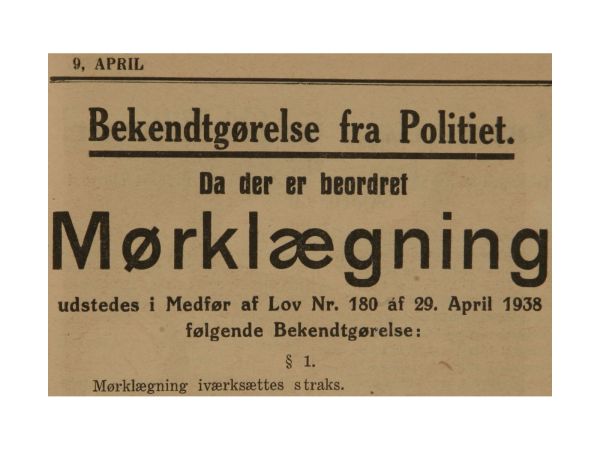 9, APRIL
Bekendtgørelse fra Politiet.
Da der er beordret
Mørklægning
udstedes i Medfør af Lov Nr. 180 af 29. April 1938
følgende Bekendtgørelse:
§ 1.
Mørklægning iværksættes straks.